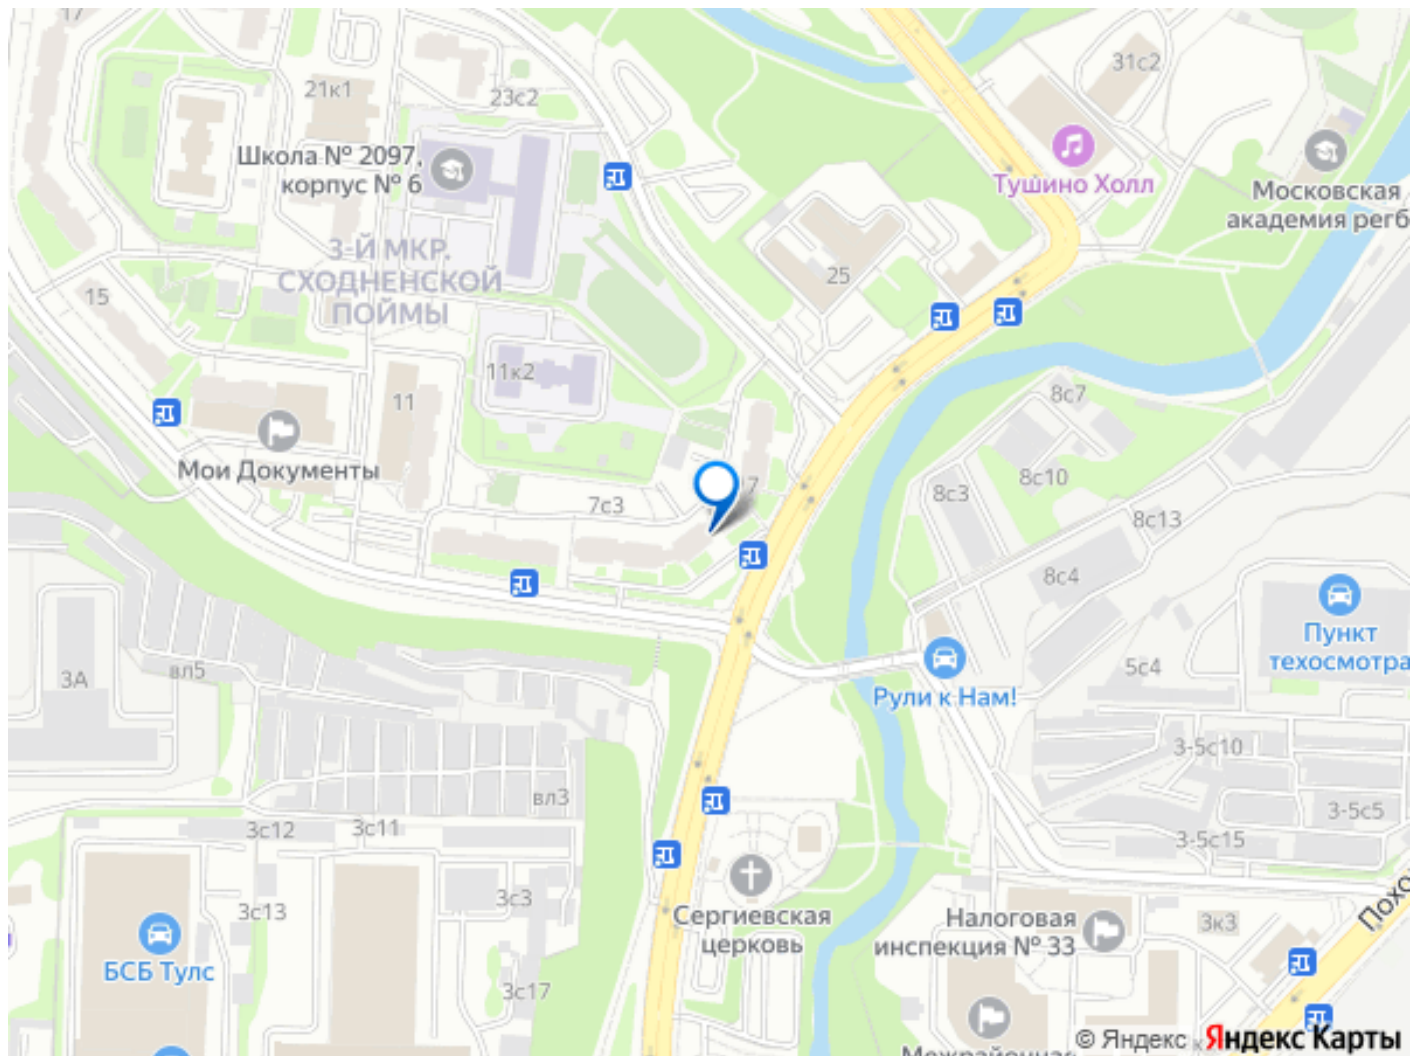 17
21к1
23с2
31с2
Школа № 2097,
корпус № 6
Тушино Холл
Московская
академия регб
3-Й МКР.
СХОДНЕНСКОЙ
ПОЙМЫ
15
25
11к2
11
8с7
Мои Документы
7
7с3
8с3
8с10
8с13
8с4
Пункт
техосмотра
3А
вл5
Рули к Нам!
5с4
3-5с10
вл3
3с12
3с11
3-5с5
3-5с15
3с3
3с13
Сергиевская
церковь
Налоговая
инспекция № 33
3к3
Похо
БСБ Тулс
3с17
Межрайонная
© Яндекс
Яндекс Карты